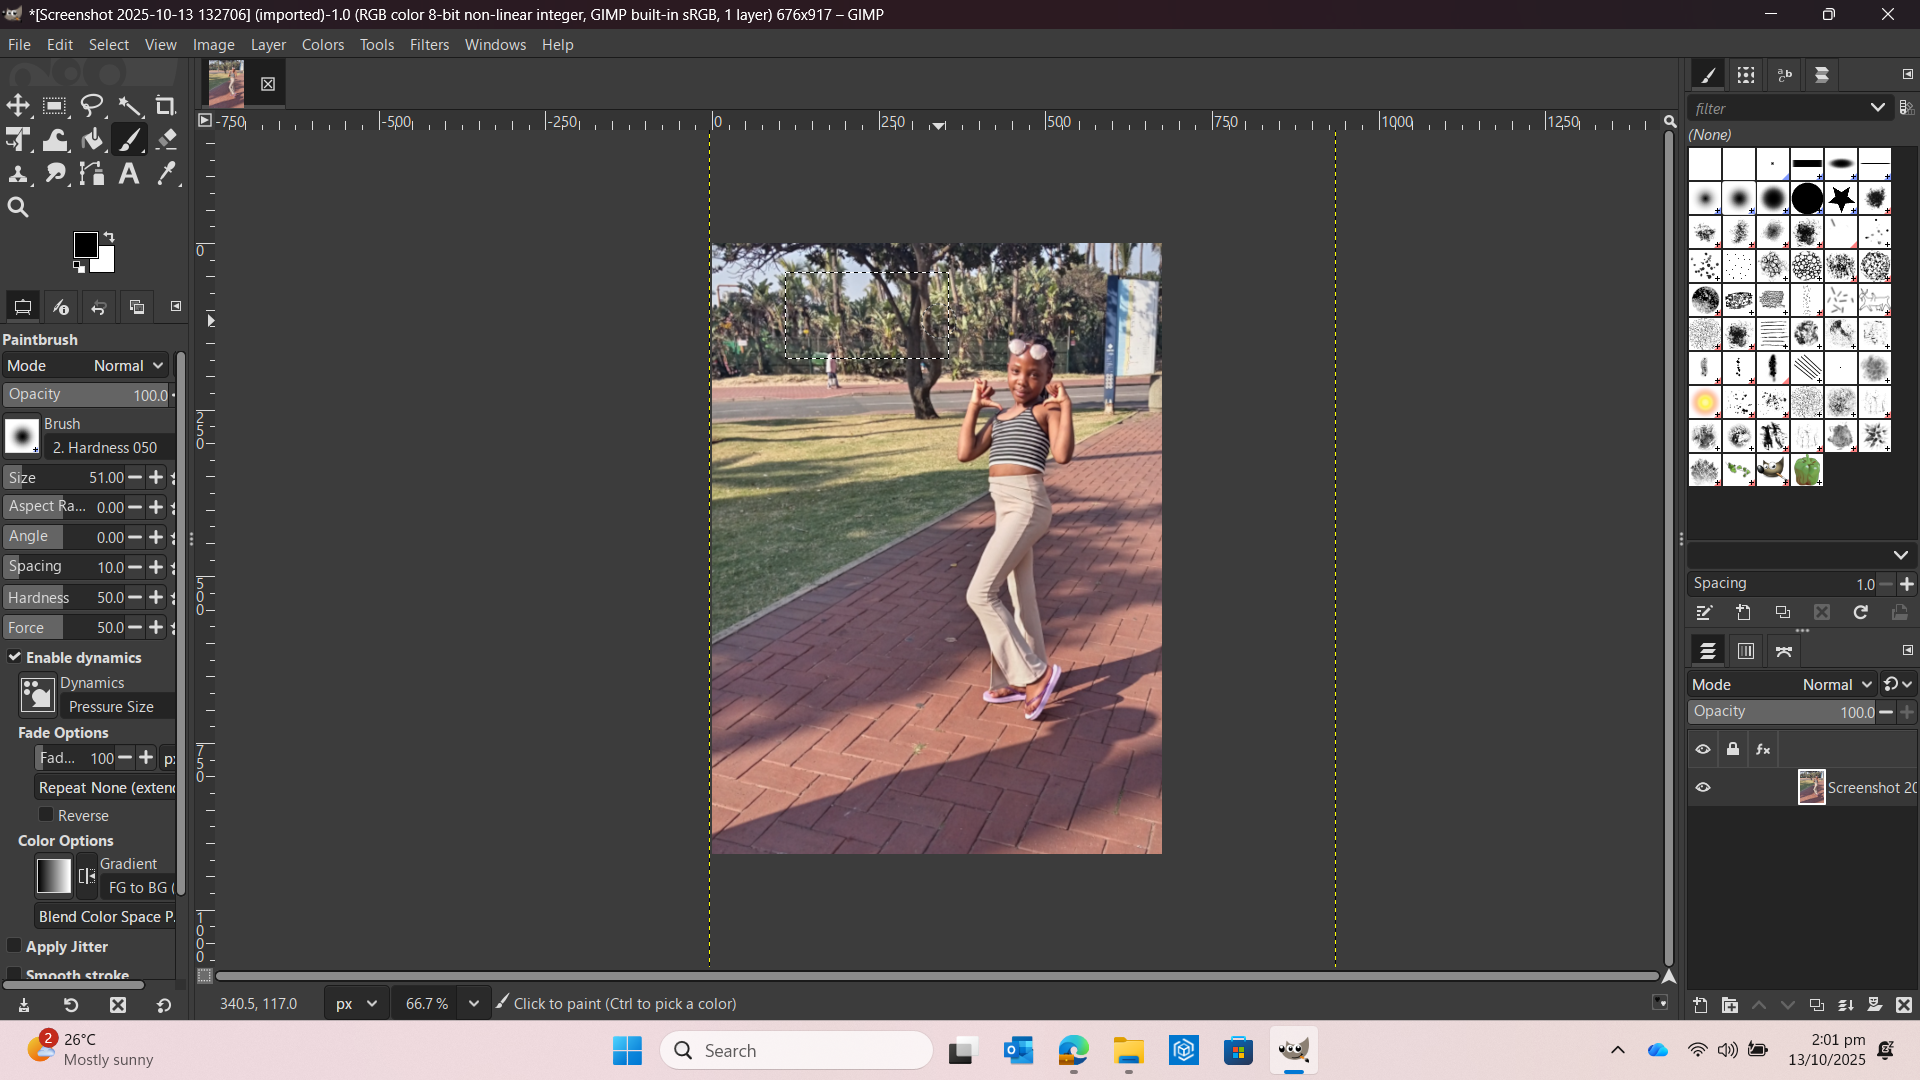 *[Screenshot 2025-10-13 132706] (imported)-1.0 (RGB color 8-bit non-linear integer, GIMP built-in sRGB, 1 layer) 676x917 – GIMP
File Edit Select View Image Layer Colors Tools Filters Windows Help
-750 -500 -250 0 250 500 750 1000 1250
0
250
500
750
1000
Paintbrush
Mode Normal
Opacity 100.0
Brush
2. Hardness 050
Size 51.00
Aspect Ra... 0.00
Angle 0.00
Spacing 10.0
Hardness 50.0
Force 50.0
Enable dynamics
Dynamics
Pressure Size
Fade Options
Fad... 100 px
Repeat None (exten
Reverse
Color Options
Gradient
FG to BG (
Blend Color Space P.
Apply Jitter
Smooth stroke
340.5, 117.0 px 66.7 % Click to paint (Ctrl to pick a color)
filter
(None)
Spacing 1.0
Mode Normal
Opacity 100.0
fx
Screenshot 20
2
26°C
Mostly sunny
Search
2:01 pm
13/10/2025